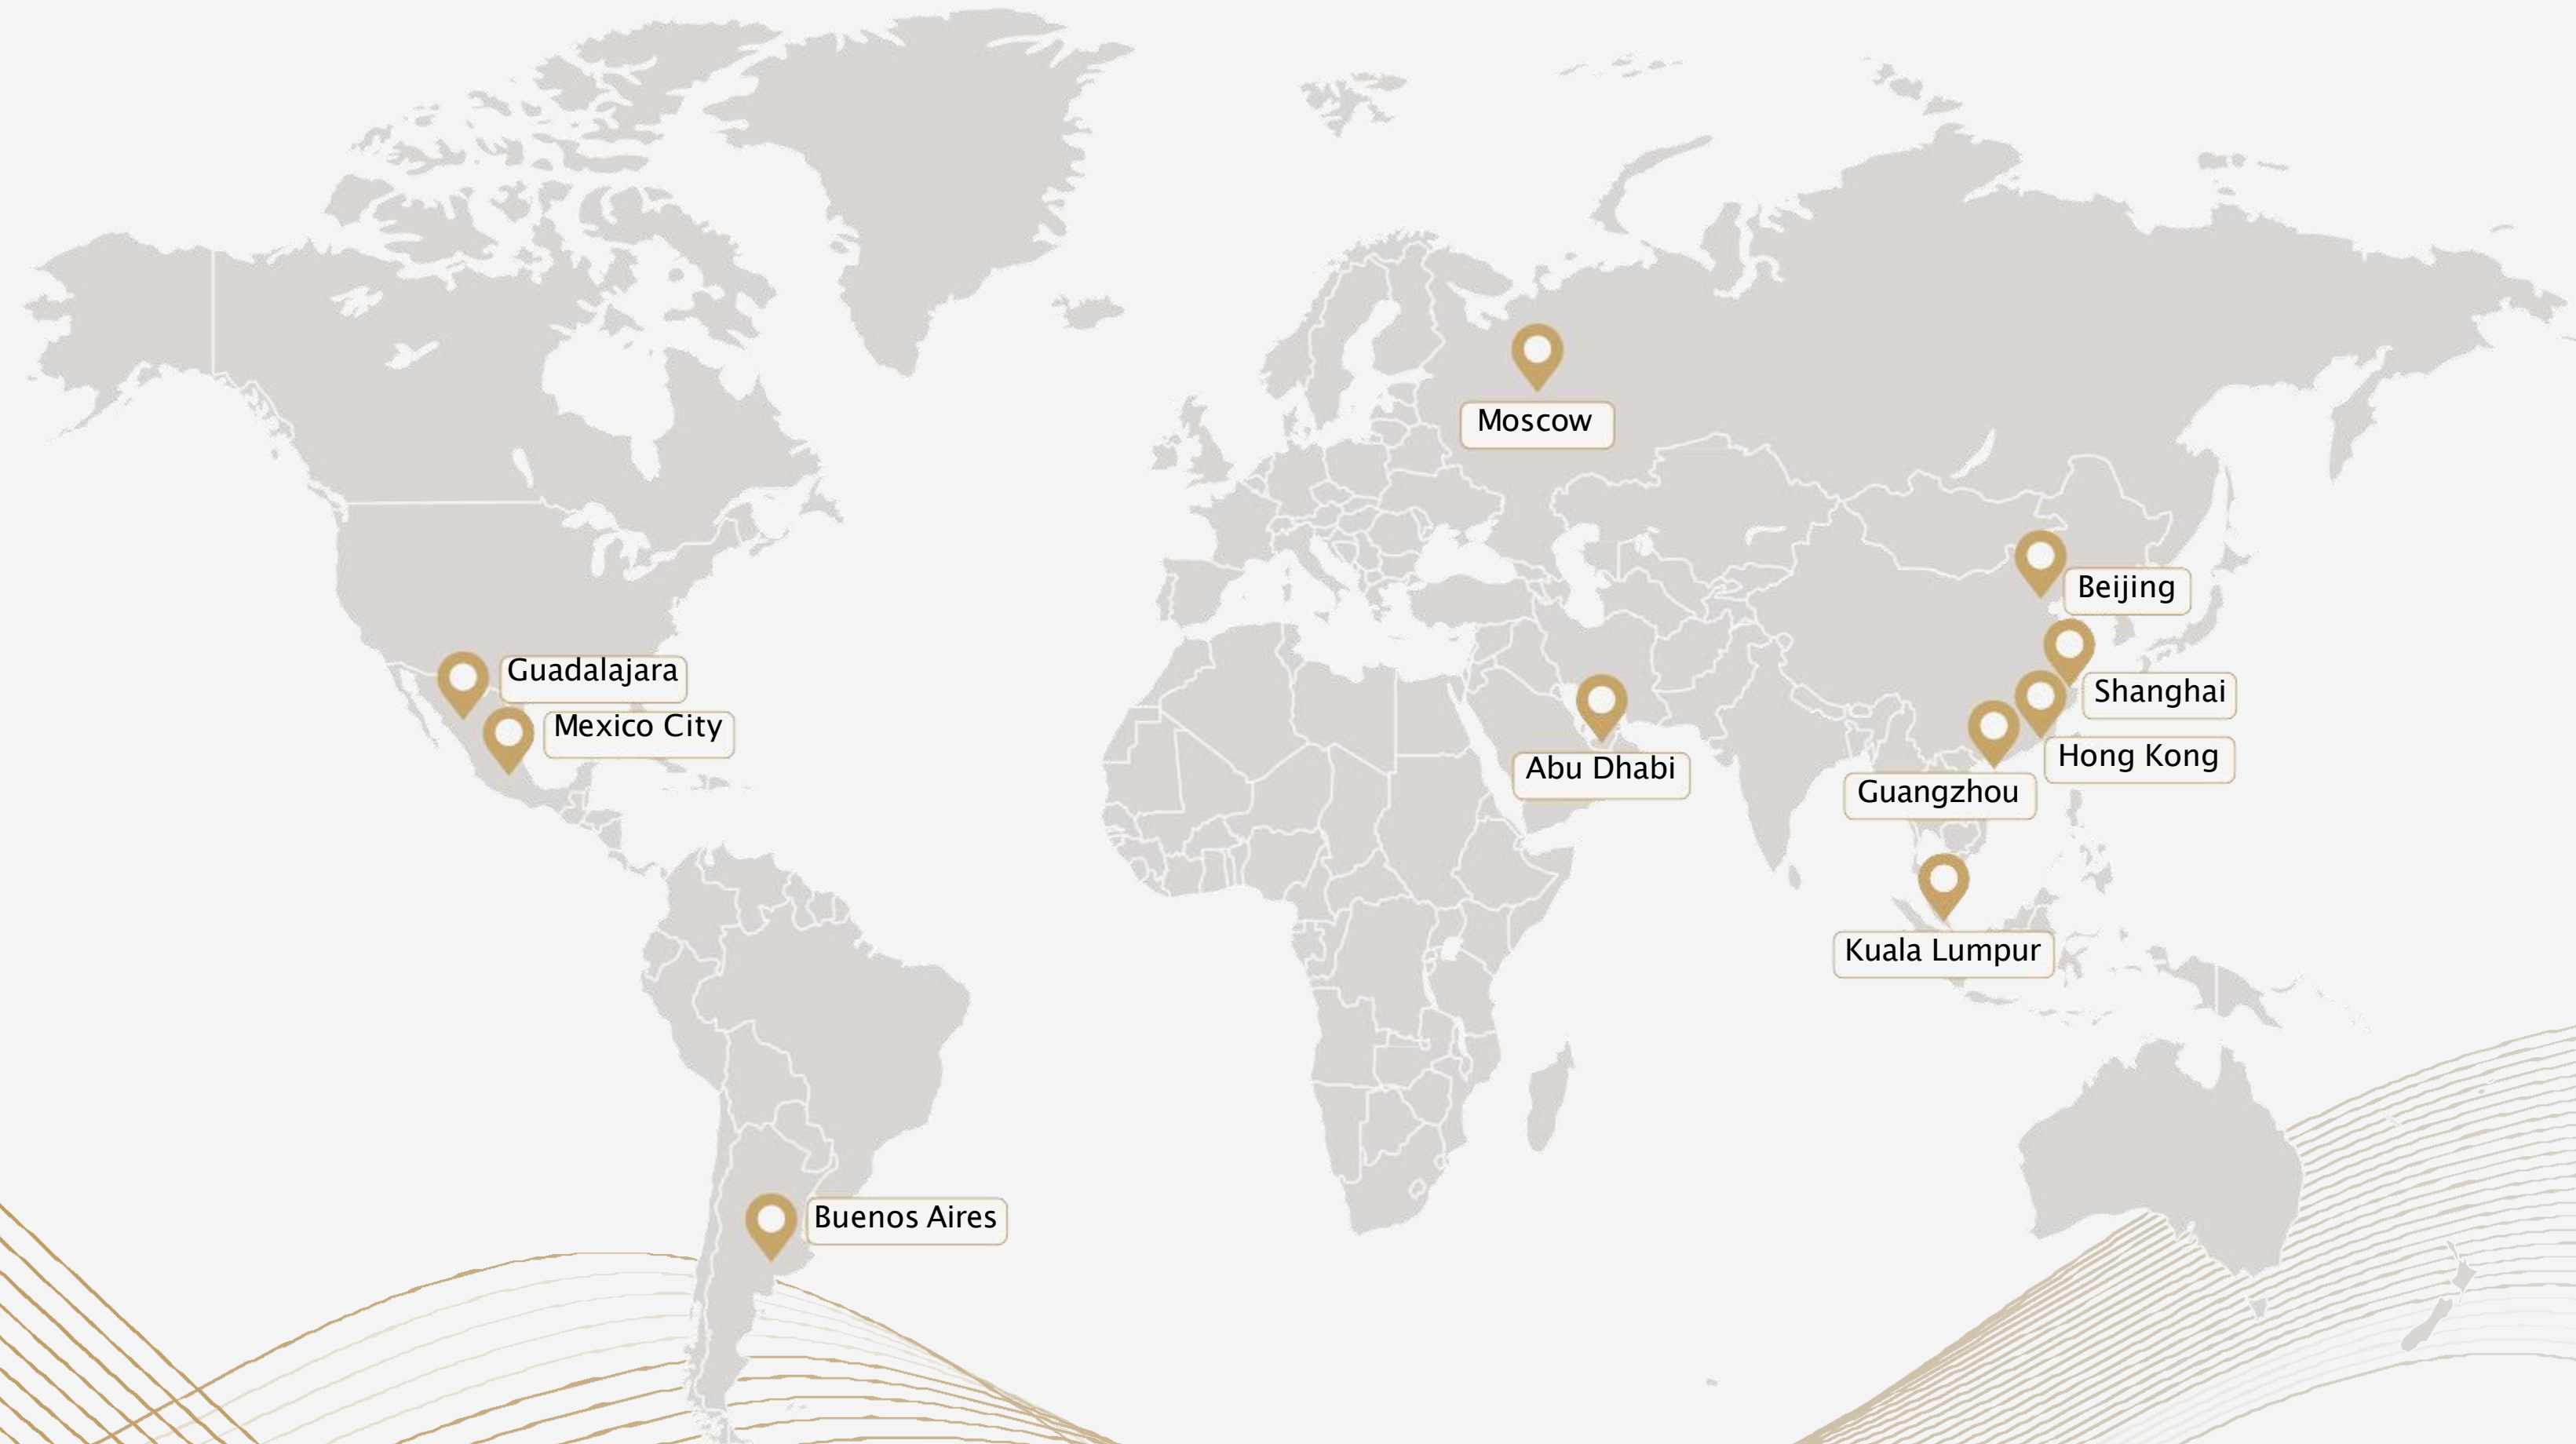 Moscow
Beijing
Guadalajara
Shanghai
Mexico City
Hong Kong
Abu Dhabi
Guangzhou
Kuala Lumpur
Buenos Aires